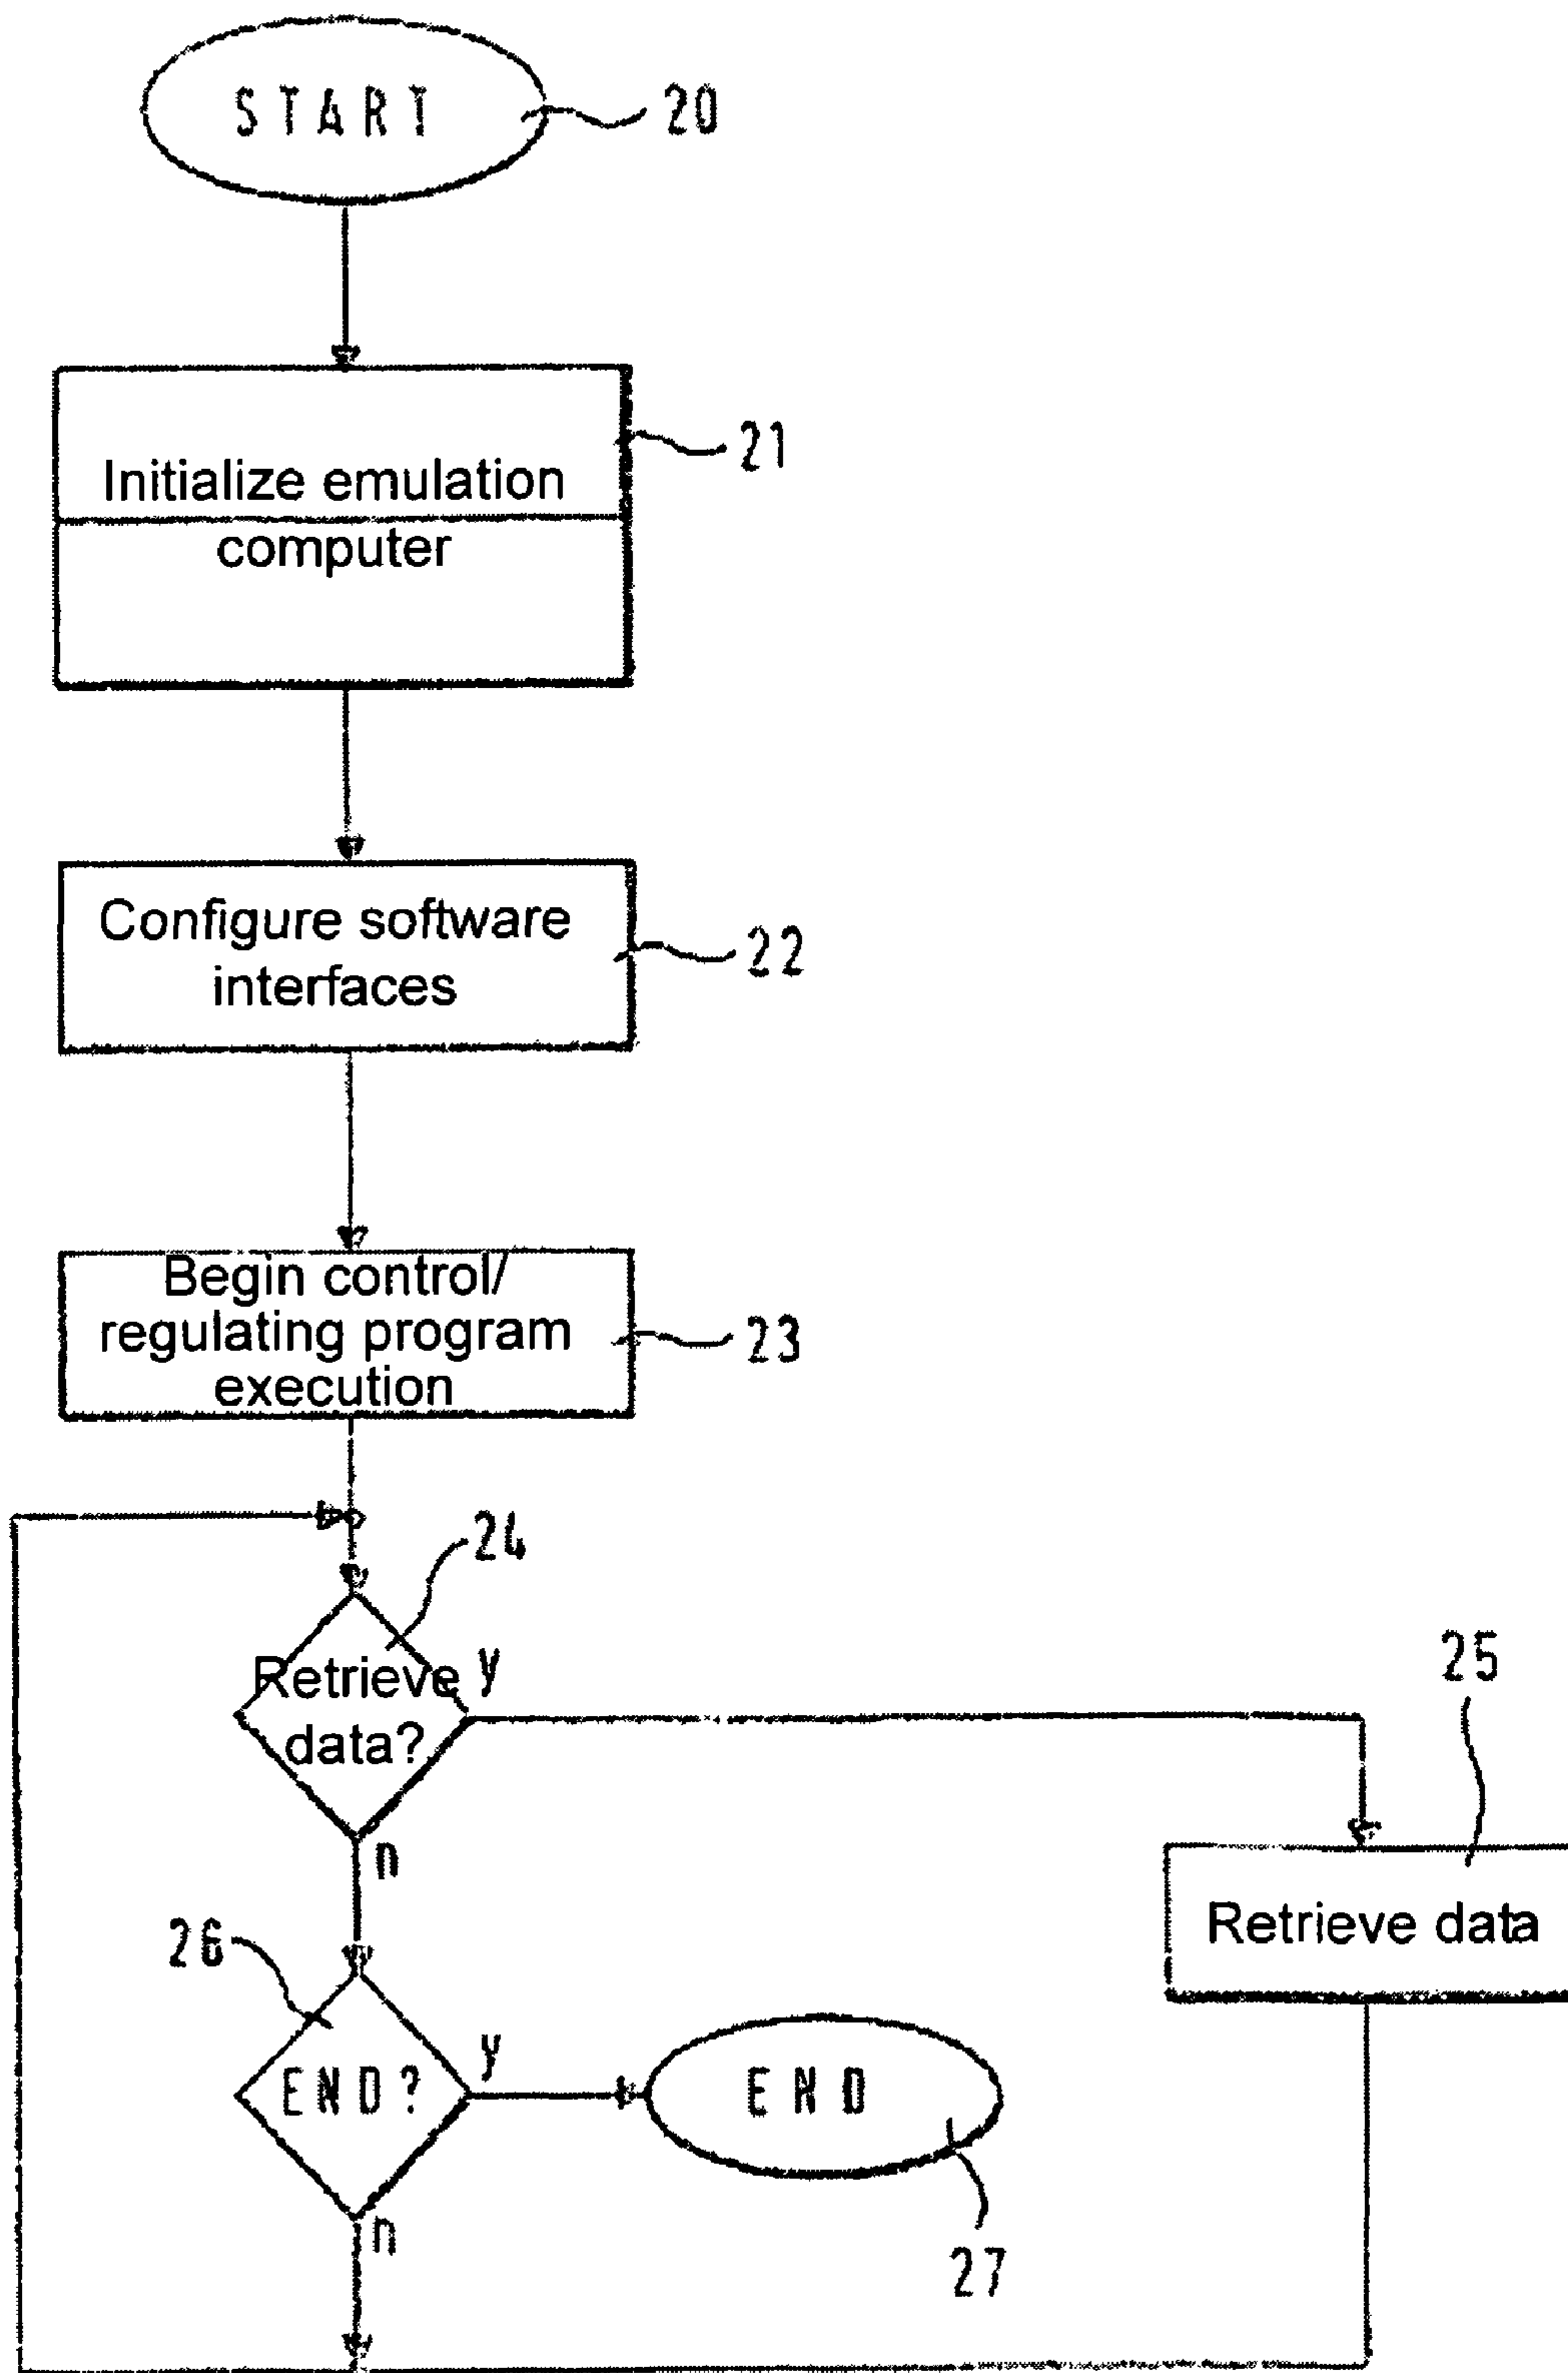 START
20
Initialize emulation
computer
21
Configure software
interfaces
22
Begin control/
regulating program
execution
23
24
Retrieve
data?
y
n
25
Retrieve data
26
END?
y
n
END
27